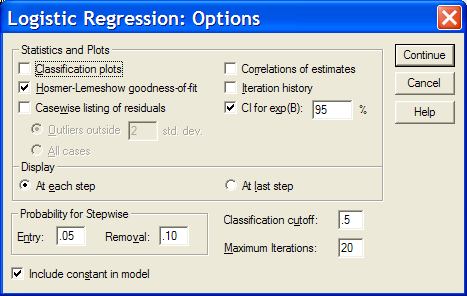 Logistic Regression: Options
Statistics and Plots
Classification plots
Correlations of estimates
Hosmer-Lemeshow goodness-of-fit
Iteration history
Casewise listing of residuals
CI for exp(B): 95 %
Outliers outside 2 std. dev.
All cases
Display
At each step
At last step
Probability for Stepwise
Entry: .05 Removal: .10
Classification cutoff: .5
Maximum Iterations: 20
Include constant in model
Continue
Cancel
Help